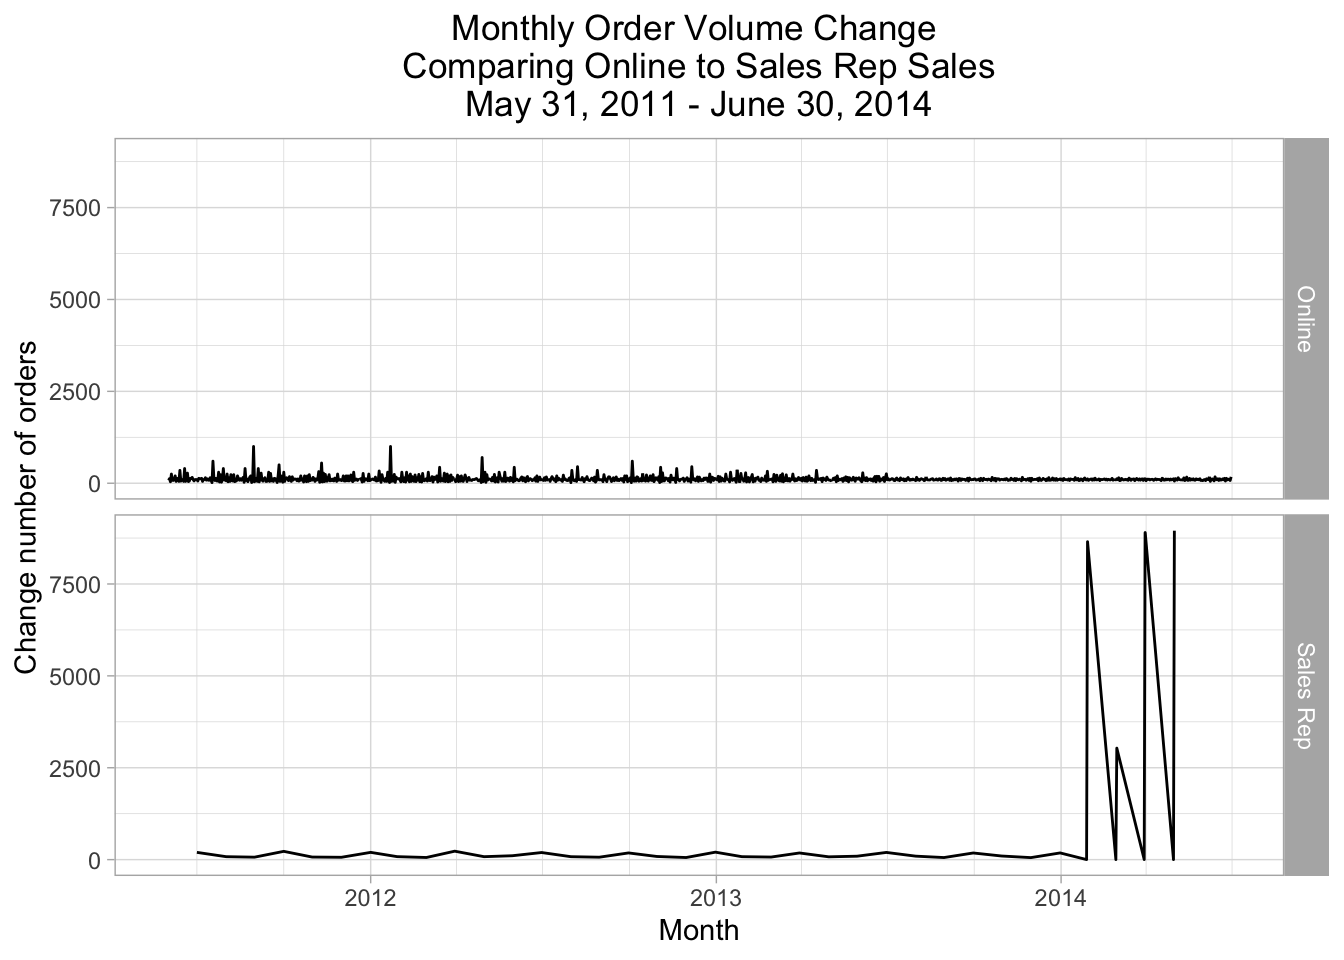 Monthly Order Volume Change
Comparing Online to Sales Rep Sales
May 31, 2011 - June 30, 2014
Change number of orders
7500
5000
2500
0
Online
7500
5000
2500
0
Sales Rep
2012
2013
2014
Month